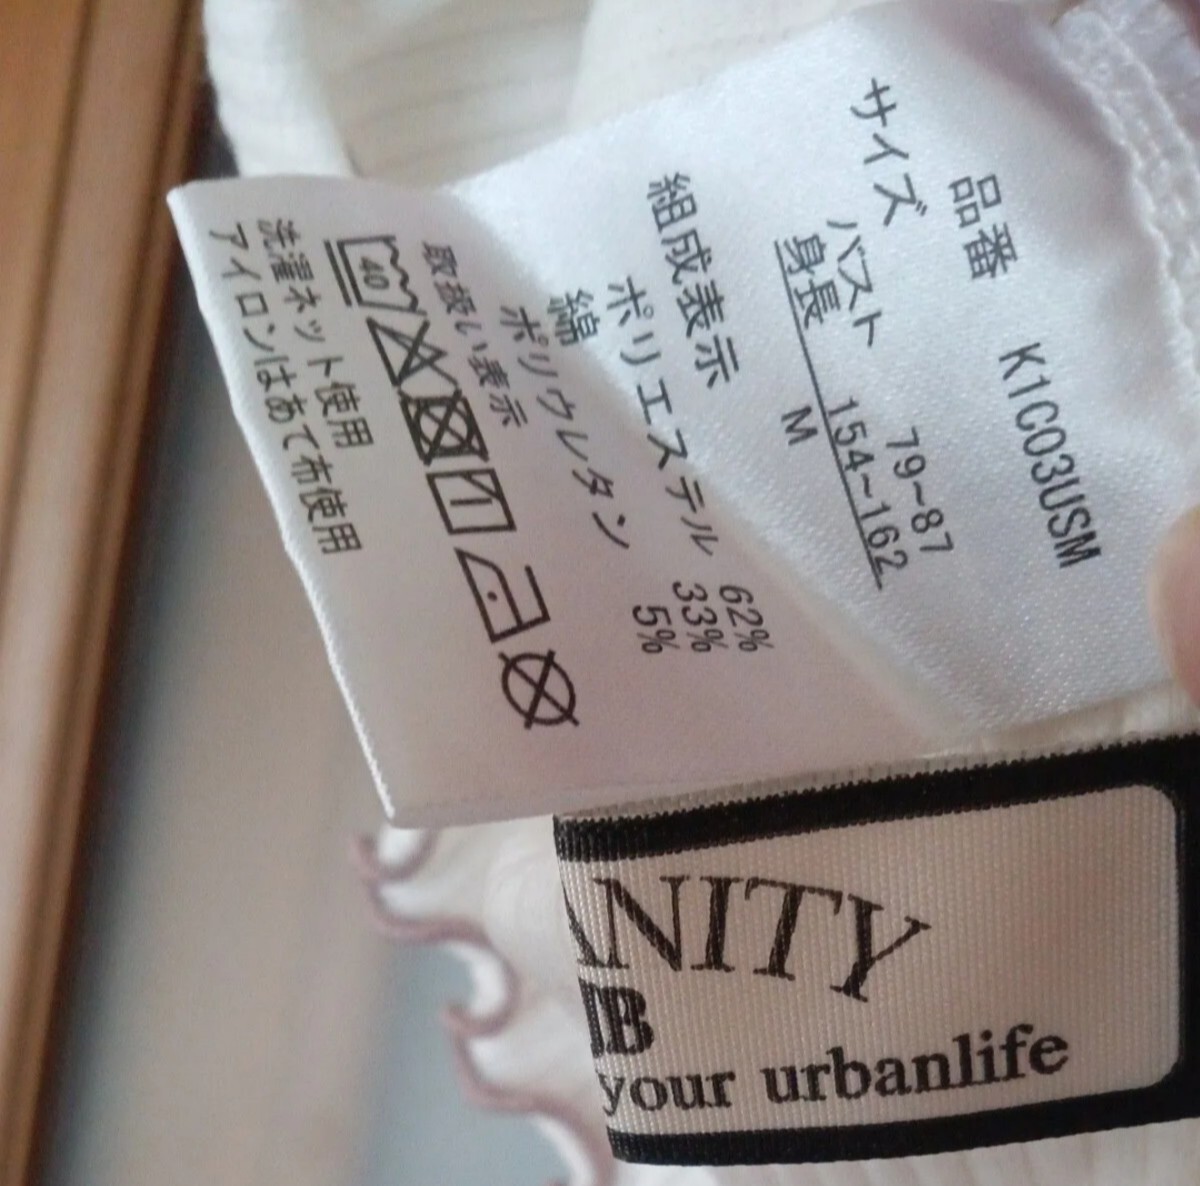 品番 K1C03USM
サイズ
バスト 79~87
身長 154~162
M
組成表示
ポリエステル 62%
綿 33%
ポリウレタン 5%
取扱い表示
40
洗濯ネット使用
アイロンはあて布使用
ANITY
B
your urbanlife